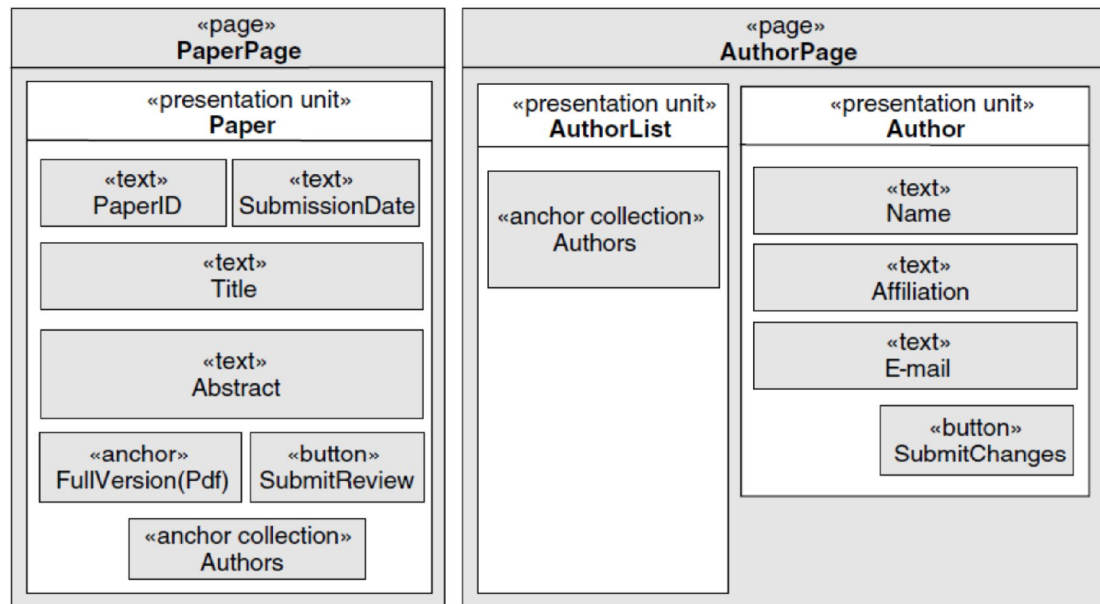 «page»
PaperPage
«presentation unit»
Paper
«text»
PaperID
«text»
SubmissionDate
«text»
Title
«text»
Abstract
«anchor»
FullVersion(Pdf)
«button»
SubmitReview
«anchor collection»
Authors
«page»
AuthorPage
«presentation unit»
AuthorList
«anchor collection»
Authors
«presentation unit»
Author
«text»
Name
«text»
Affiliation
«text»
E-mail
«button»
SubmitChanges